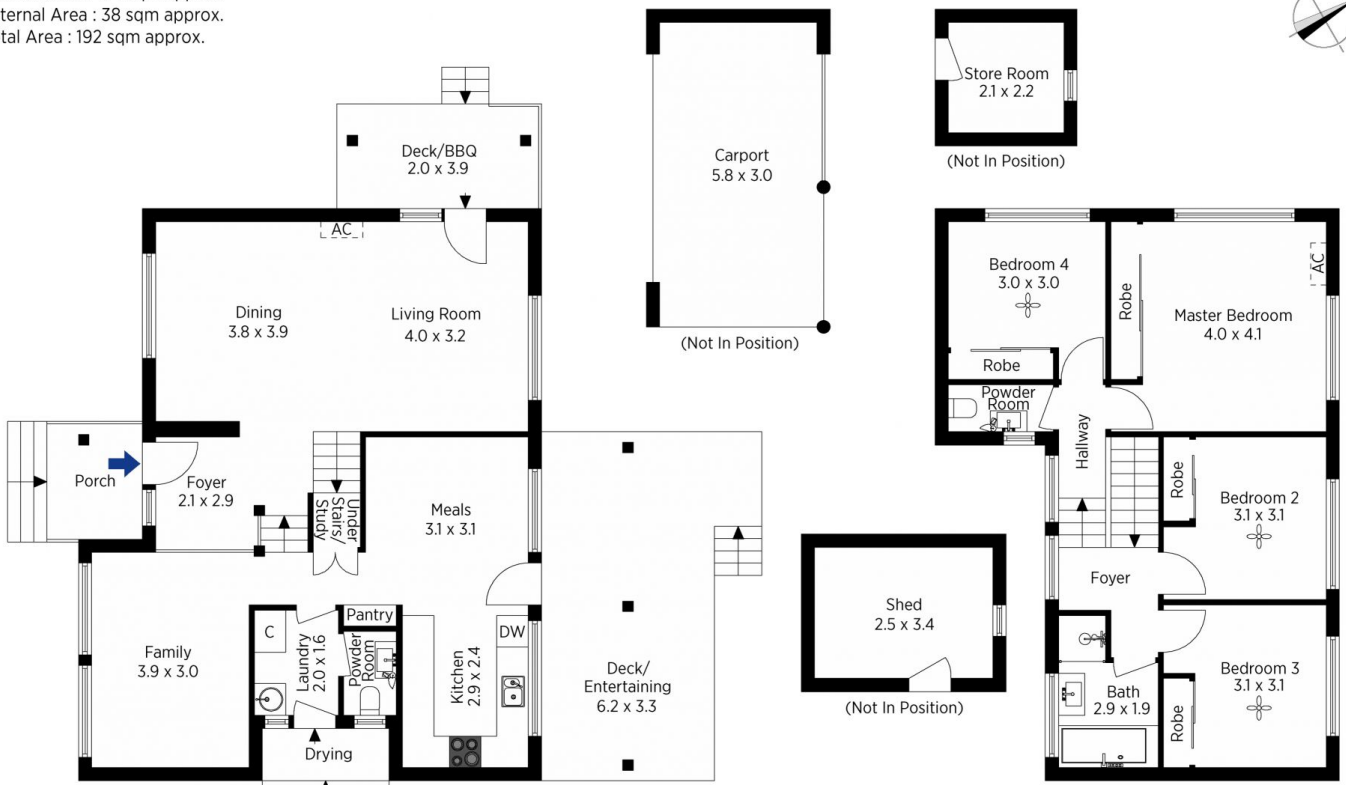 ternal Area : 38 sqm approx.
tal Area : 192 sqm approx.
Deck/BBQ
2.0 x 3.9
AC
Dining
3.8 x 3.9
Living Room
4.0 x 3.2
Porch
Foyer
2.1 x 2.9
Under
Stairs/
Study
Meals
3.1 x 3.1
Family
3.9 x 3.0
C
Laundry
2.0 x 1.6
Pantry
Powder
Room
Kitchen
2.9 x 2.4
DW
Deck/
Entertaining
6.2 x 3.3
Drying
Carport
5.8 x 3.0
(Not In Position)
Store Room
2.1 x 2.2
(Not In Position)
Shed
2.5 x 3.4
(Not In Position)
Bedroom 4
3.0 x 3.0
Robe
Robe
Master Bedroom
4.0 x 4.1
AC
Powder
Room
Hallway
Robe
Bedroom 2
3.1 x 3.1
Foyer
Bath
2.9 x 1.9
Robe
Bedroom 3
3.1 x 3.1